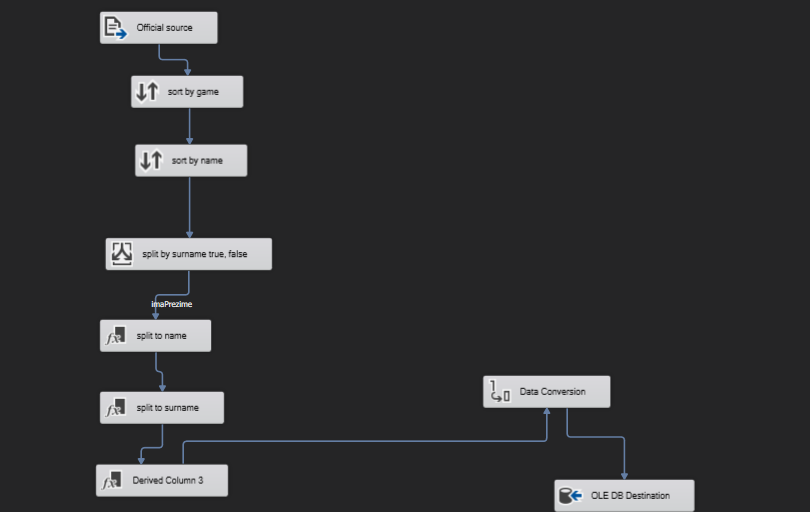 Official source
sort by game
sort by name
split by surname true, false
imaPrezime
split to name
split to surname
Data Conversion
Derived Column 3
OLE DB Destination